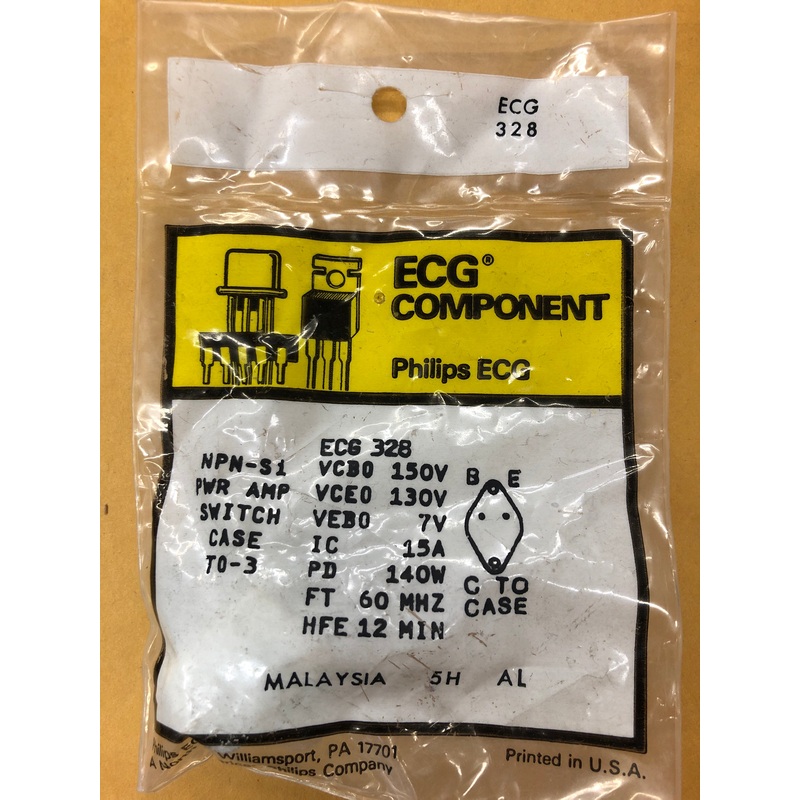 ECG
328
ECG®
COMPONENT
Philips ECG
NPN-SI
PWR AMP
SWITCH
CASE
TO-3
ECG 328
VCBO 150V
VCEO 130V
VEBO 7V
IC 15A
PD 140W
FT 60 MHZ
HFE 12 MIN
B E
C TO
CASE
MALAYSIA 5H AL
Philips
Williamsport, PA 17701
A
Philips Company
Printed in U.S.A.